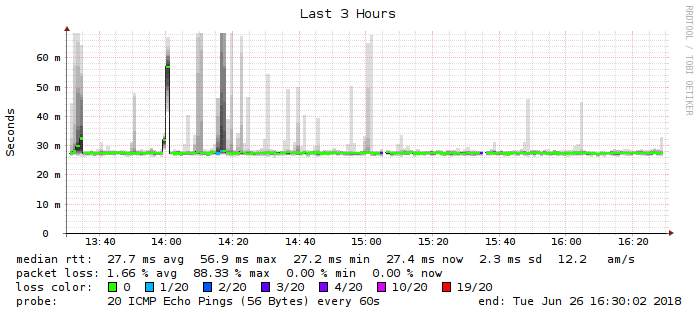 Last 3 Hours
RRDTOOL / TOBI OETIKER
Seconds
60 m
50 m
40 m
30 m
20 m
10 m
0
13:40 14:00 14:20 14:40 15:00 15:20 15:40 16:00 16:20
median rtt: 27.7 ms avg 56.9 ms max 27.2 ms min 27.4 ms now 2.3 ms sd 12.2 am/s
packet loss: 1.66 % avg 88.33 % max 0.00 % min 0.00 % now
loss color: 0 1/20 2/20 3/20 4/20 10/20 19/20
probe: 20 ICMP Echo Pings (56 Bytes) every 60s end: Tue Jun 26 16:30:02 2018